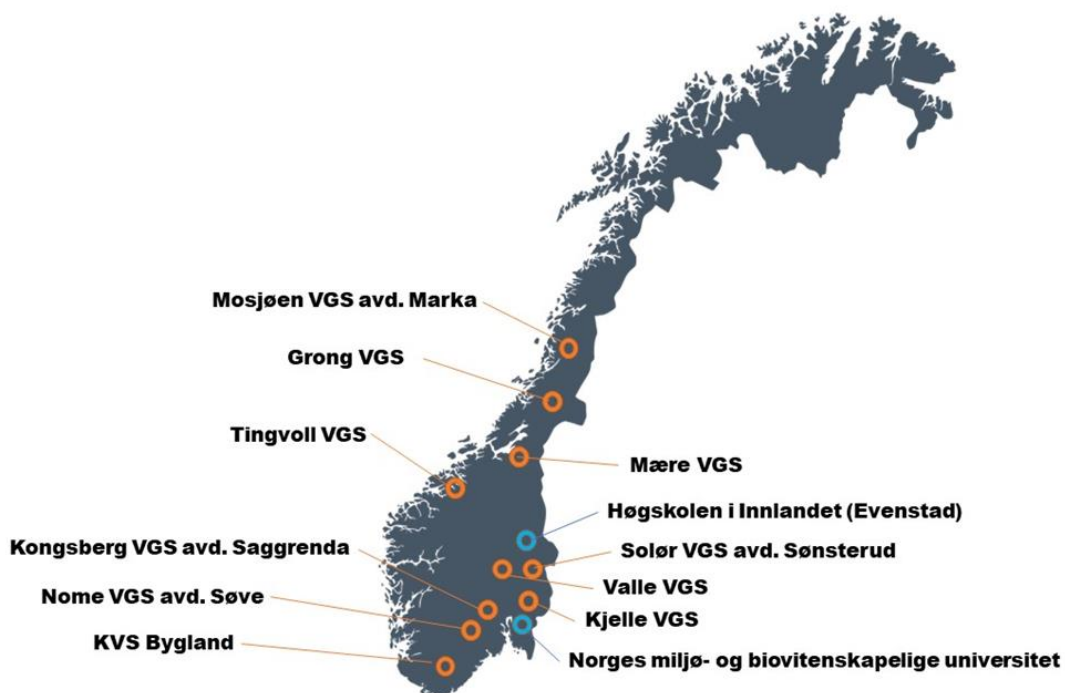 Mosjøen VGS avd. Marka
Grong VGS
Tingvoll VGS
Mære VGS
Høgskolen i Innlandet (Evenstad)
Kongsberg VGS avd. Saggrenda
Solør VGS avd. Sønsterud
Valle VGS
Nome VGS avd. Søve
Kjelle VGS
KVS Bygland
Norges miljø- og biovitenskapelige universitet